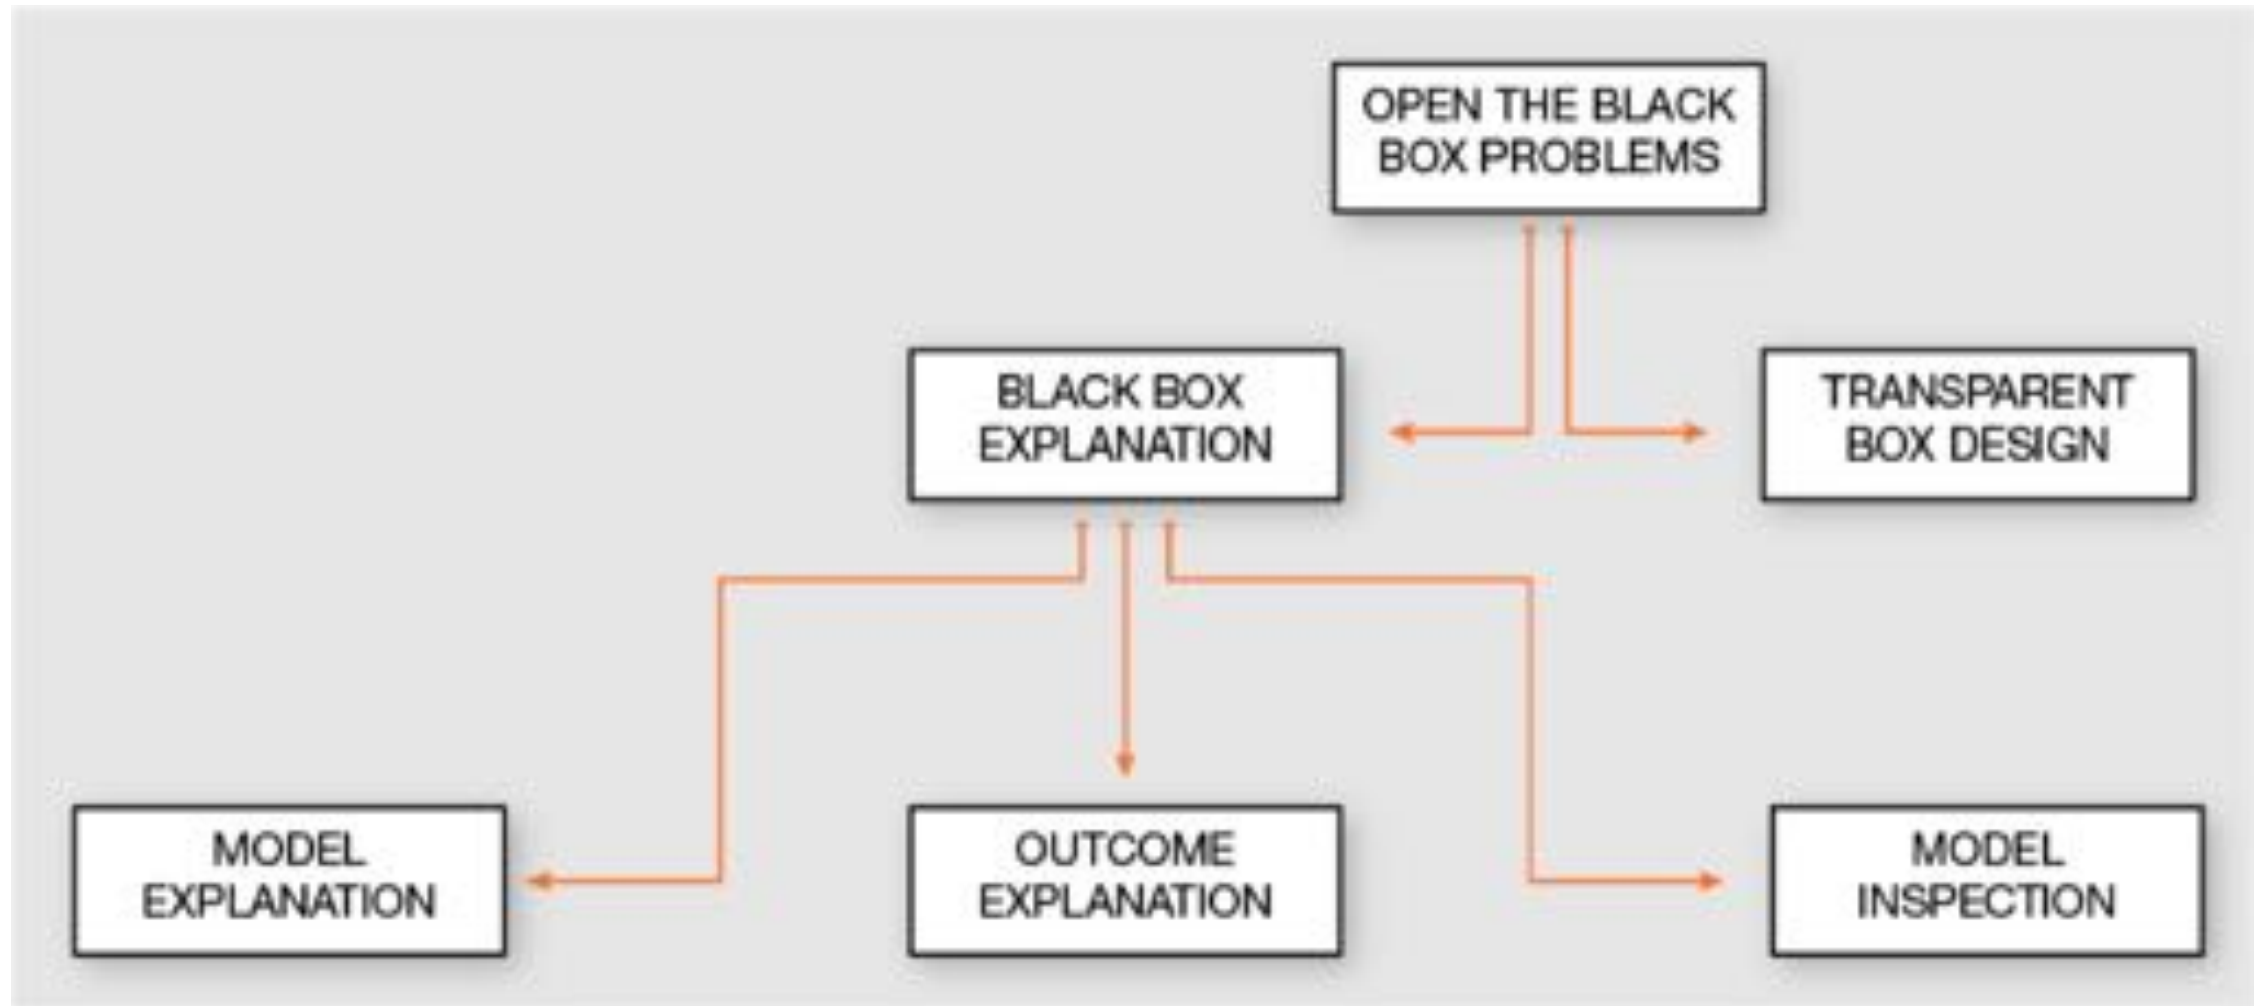 OPEN THE BLACK
BOX PROBLEMS
BLACK BOX
EXPLANATION
TRANSPARENT
BOX DESIGN
MODEL
EXPLANATION
OUTCOME
EXPLANATION
MODEL
INSPECTION